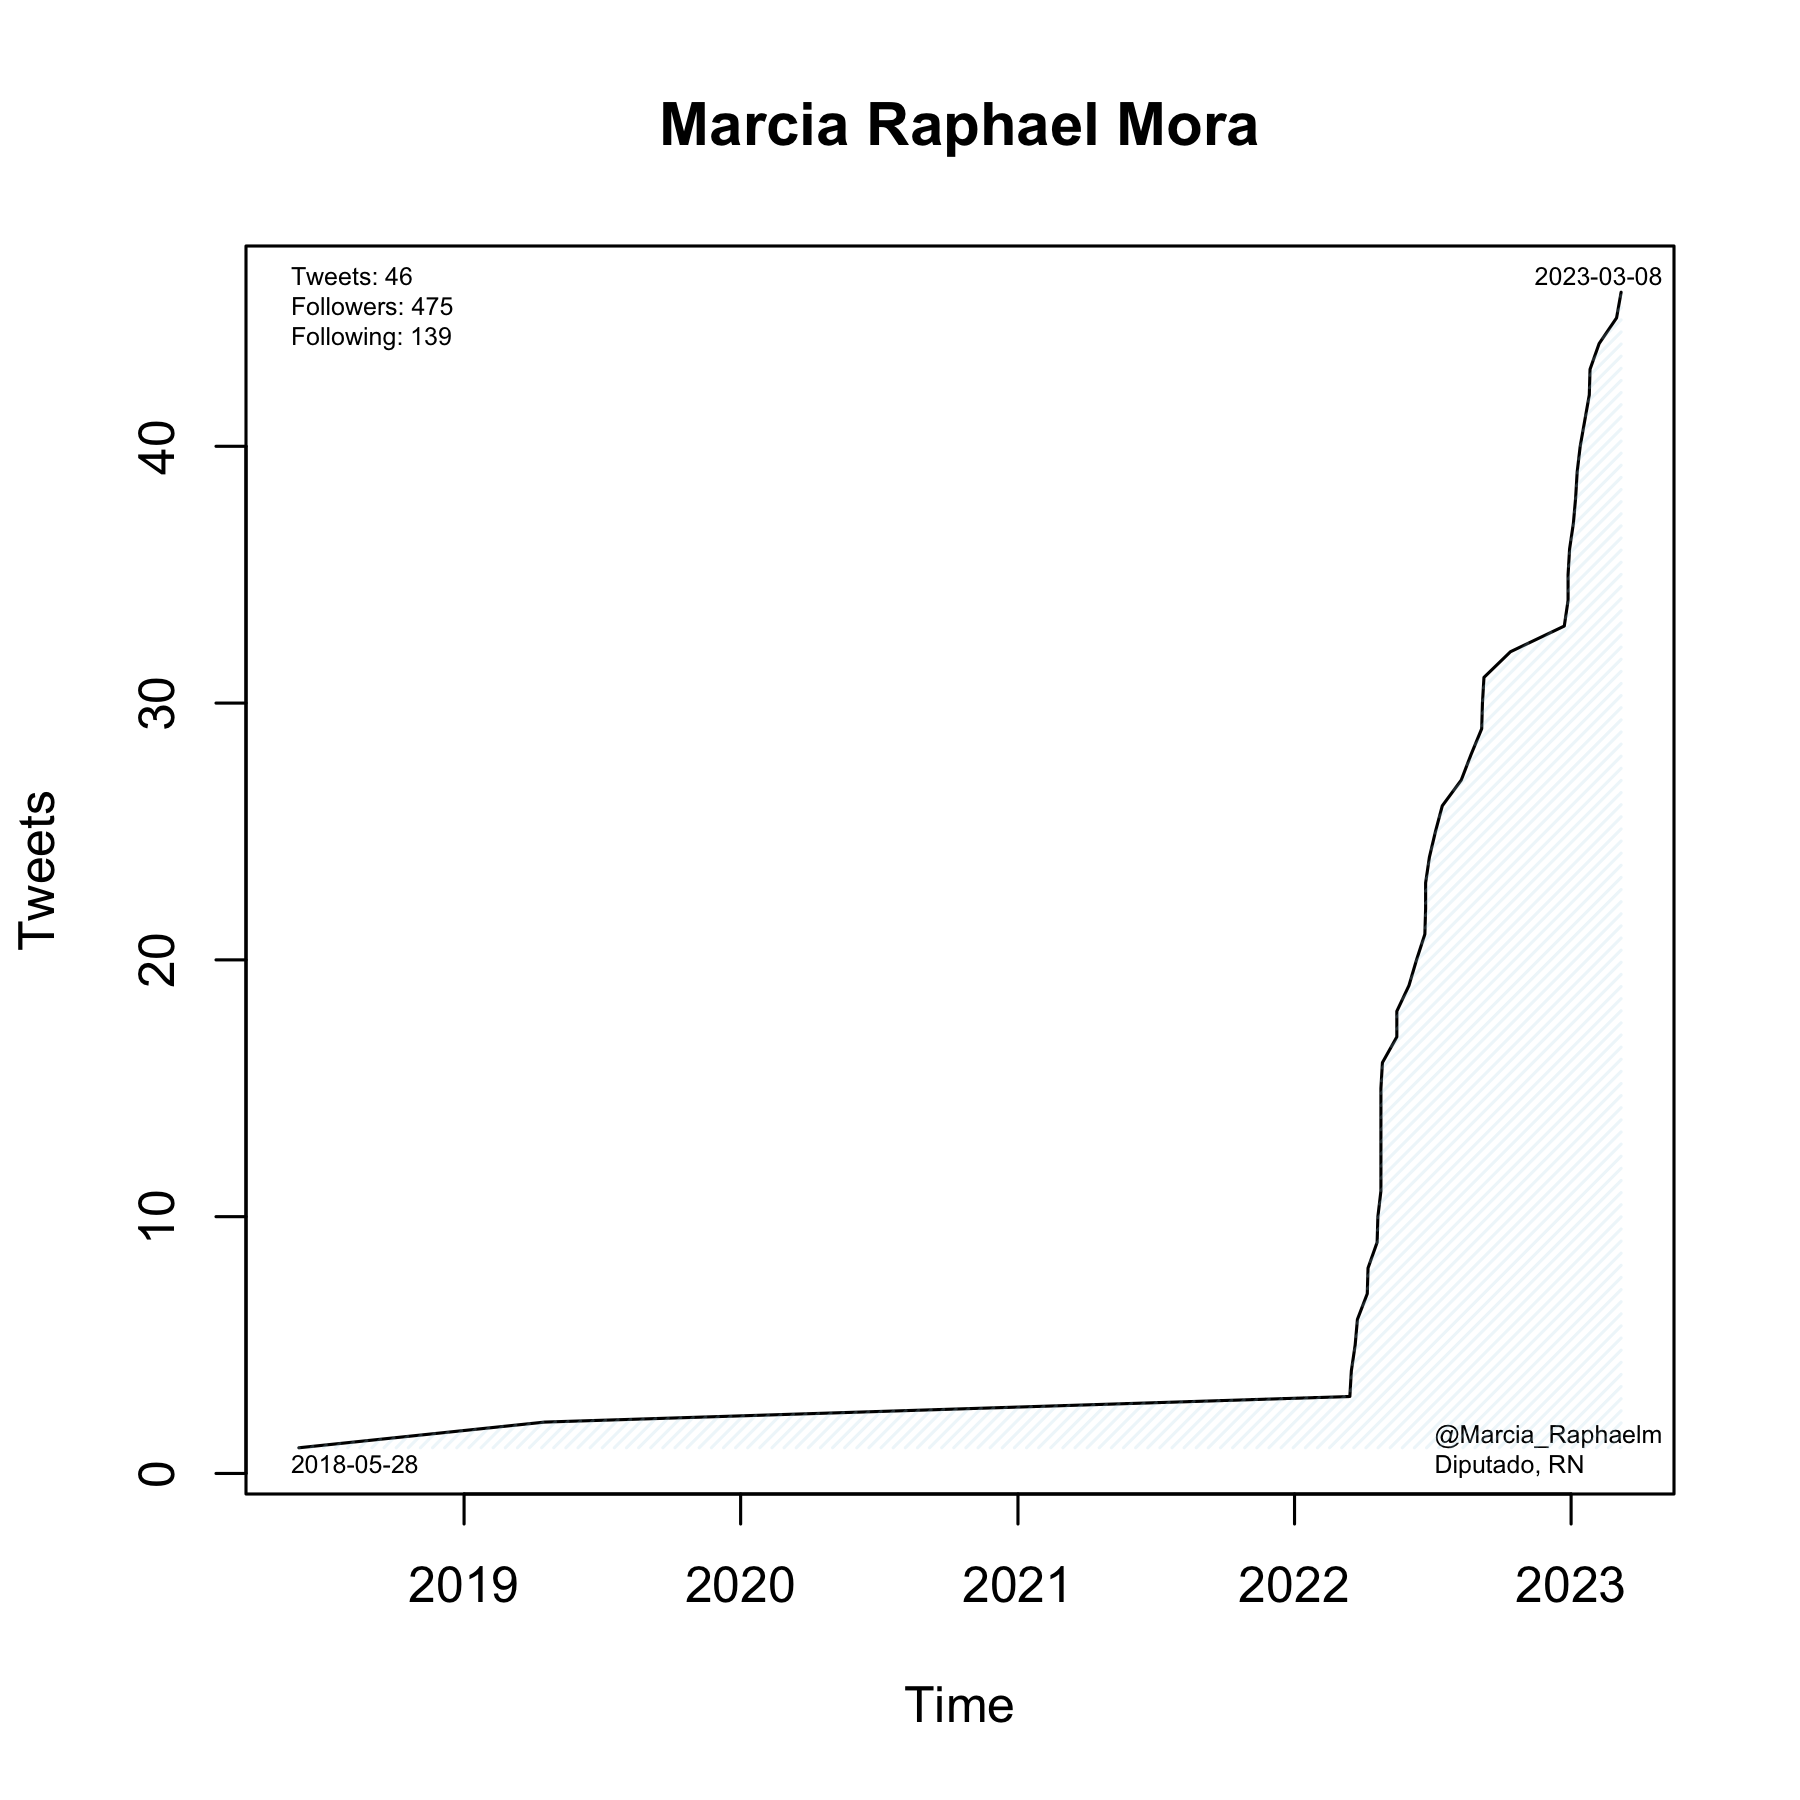 Marcia Raphael Mora
Tweets: 46
Followers: 475
Following: 139
2023-03-08
40
30
20
10
0
Tweets
2018-05-28
@Marcia_Raphaelm
Diputado, RN
2019 2020 2021 2022 2023
Time